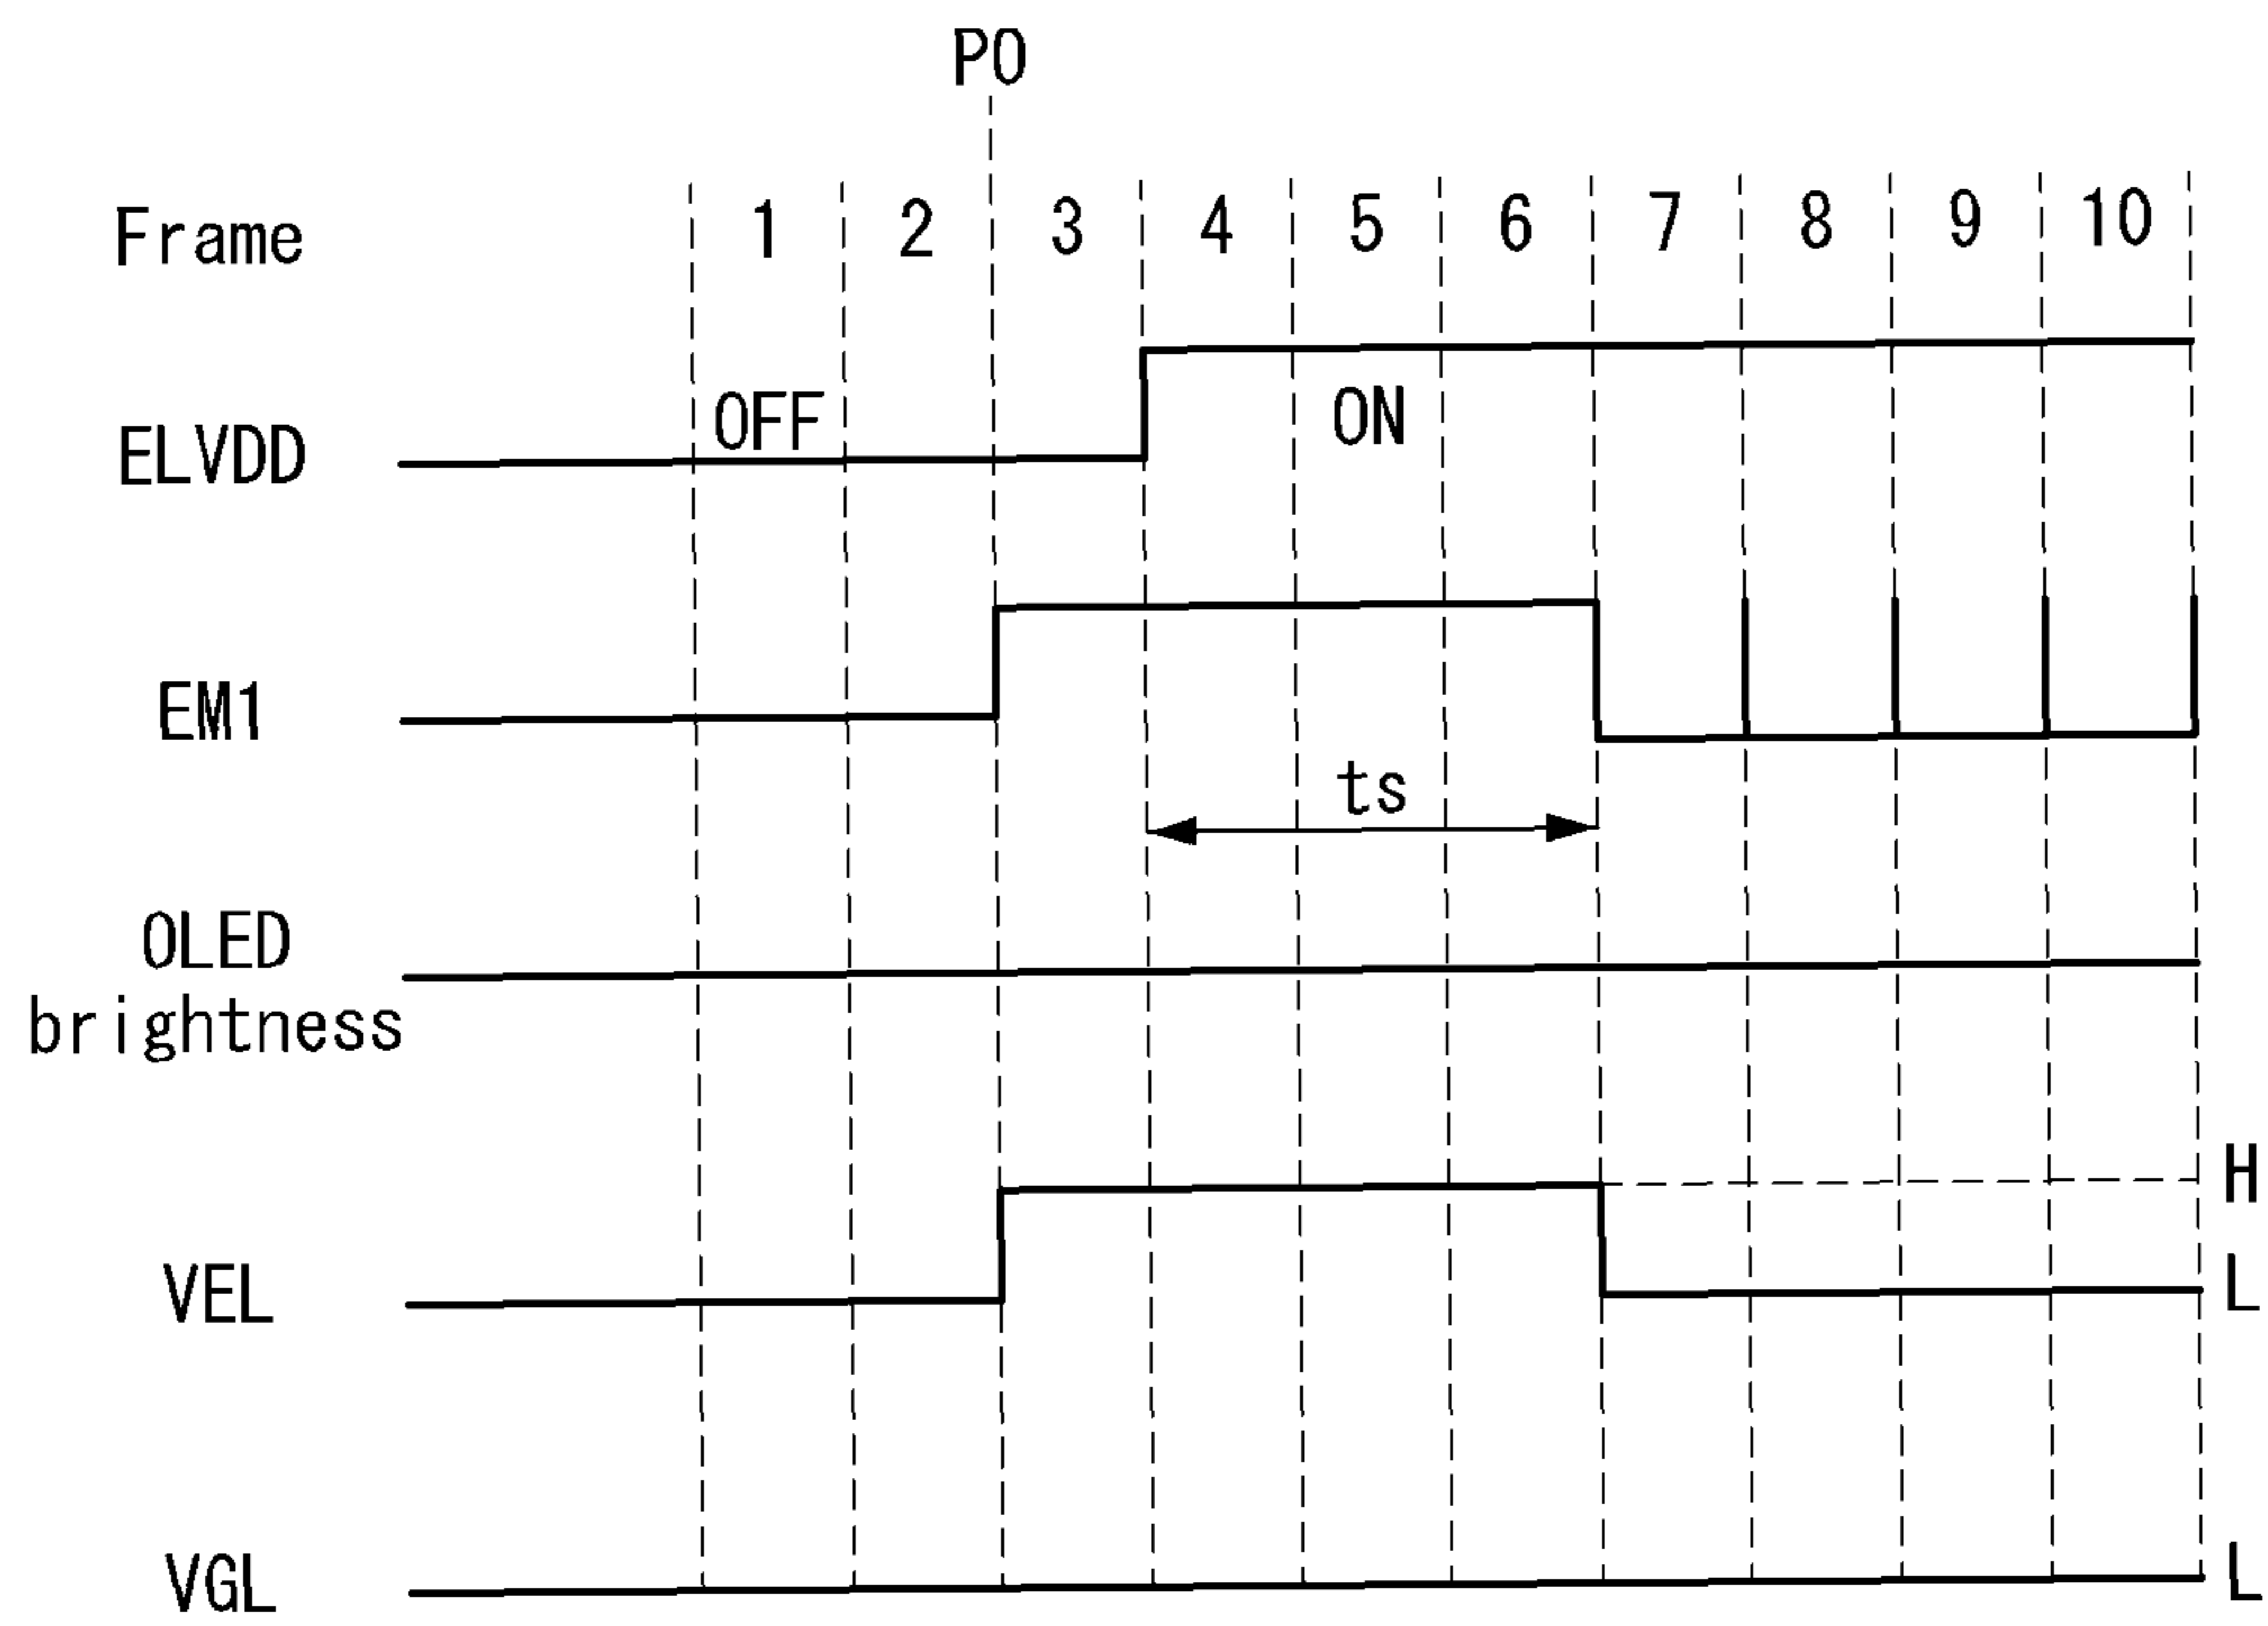 PO
Frame 1 2 3 4 5 6 7 8 9 10
ELVDD OFF ON
EM1
ts
OLED
brightness
H
VEL L
VGL L